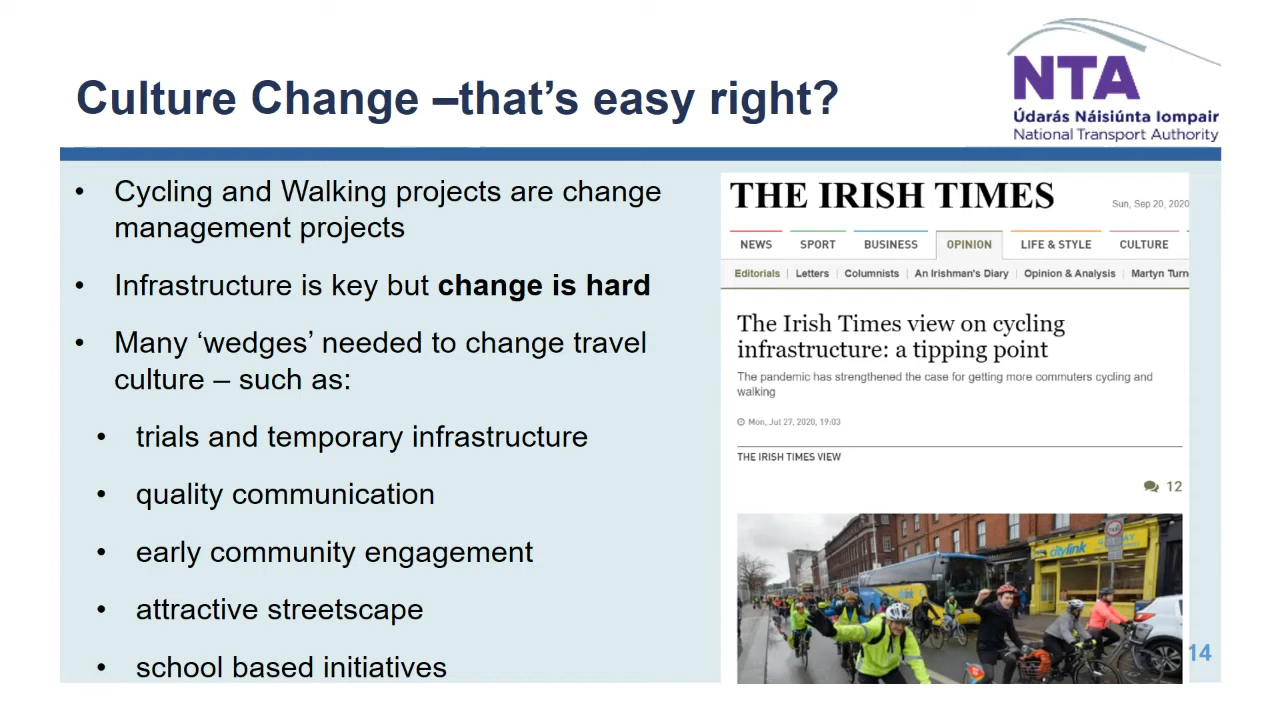 Culture Change –that’s easy right?
NTA
Údarás Náisiúnta Iompair
National Transport Authority
• Cycling and Walking projects are change
management projects
• Infrastructure is key but change is hard
• Many ‘wedges’ needed to change travel
culture – such as:
• trials and temporary infrastructure
• quality communication
• early community engagement
• attractive streetscape
• school based initiatives
THE IRISH TIMES
Sun, Sep 20, 2020
NEWS SPORT BUSINESS OPINION LIFE & STYLE CULTURE
Editorials | Letters | Columnists | An Irishman's Diary | Opinion & Analysis | Martyn Turn
The Irish Times view on cycling
infrastructure: a tipping point
The pandemic has strengthened the case for getting more commuters cycling and
walking
Mon, Jul 27, 2020, 19:03
THE IRISH TIMES VIEW
12
citylink
14